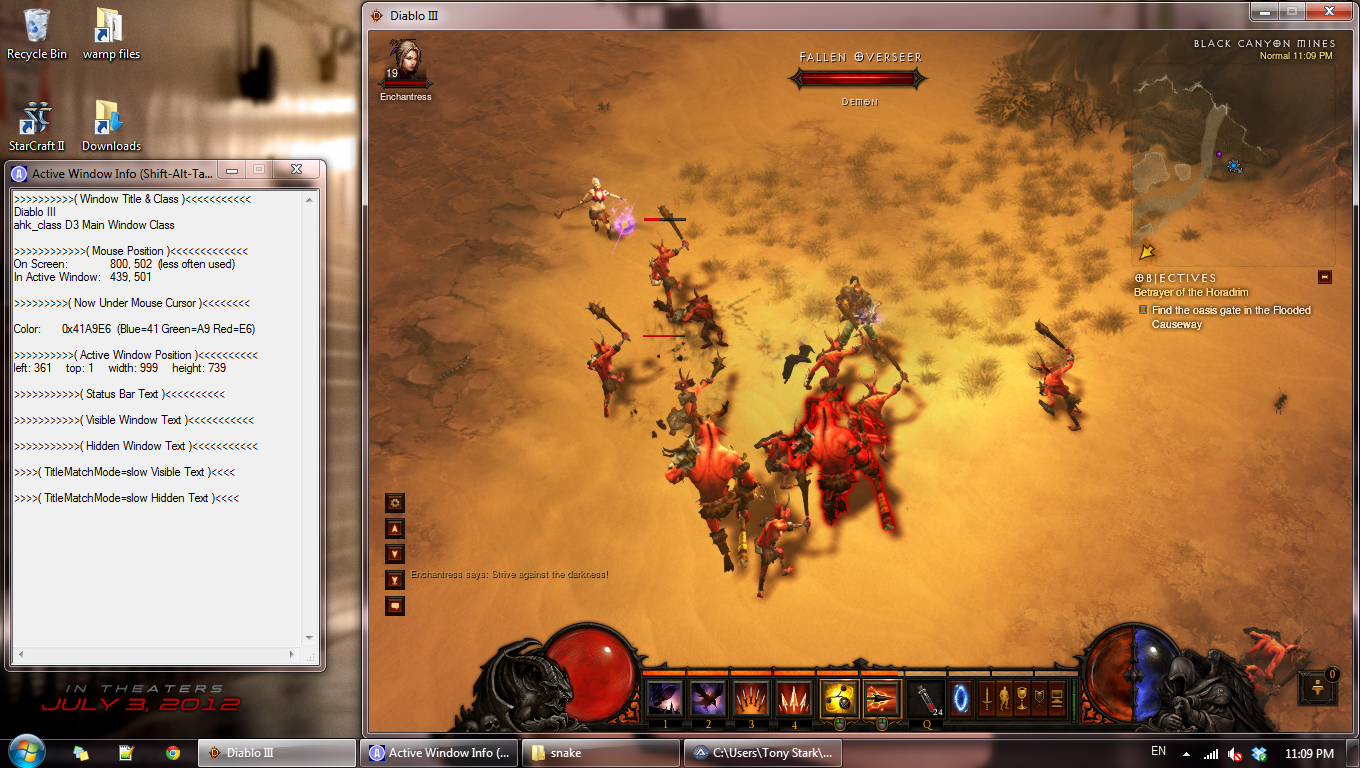 Recycle Bin
wamp files
StarCraft II
Downloads
Active Window Info (Shift-Alt-Ta...
>>>>>>>>>>( Window Title & Class )<<<<<<<<<<<
Diablo III
ahk_class D3 Main Window Class
>>>>>>>>>>>>( Mouse Position )<<<<<<<<<<<<<
On Screen: 800, 502 (less often used)
In Active Window: 439, 501
>>>>>>>>>( Now Under Mouse Cursor )<<<<<<<<
Color: 0x41A9E6 (Blue=41 Green=A9 Red=E6)
>>>>>>>>>>( Active Window Position )<<<<<<<<<<
left: 361 top: 1 width: 999 height: 739
>>>>>>>>>>>( Status Bar Text )<<<<<<<<<<
>>>>>>>>>>>( Visible Window Text )<<<<<<<<<<<
>>>>>>>>>>>( Hidden Window Text )<<<<<<<<<<<
>>>>( TitleMatchMode=slow Visible Text )<<<<
>>>>( TitleMatchMode=slow Hidden Text )<<<<
IN THEATERS
JULY 3, 2012
Diablo III
19
Enchantress
Fallen Overseer
Demon
Black Canyon Mines
Normal 11:09 PM
Objectives
Betrayer of the Horadrim
Find the oasis gate in the Flooded
Causeway
Enchantress says: Strive against the darkness!
1 2 3 4 24 Q
0
Diablo III
Active Window Info (...
snake
C:\Users\Tony Stark\...
EN
11:09 PM